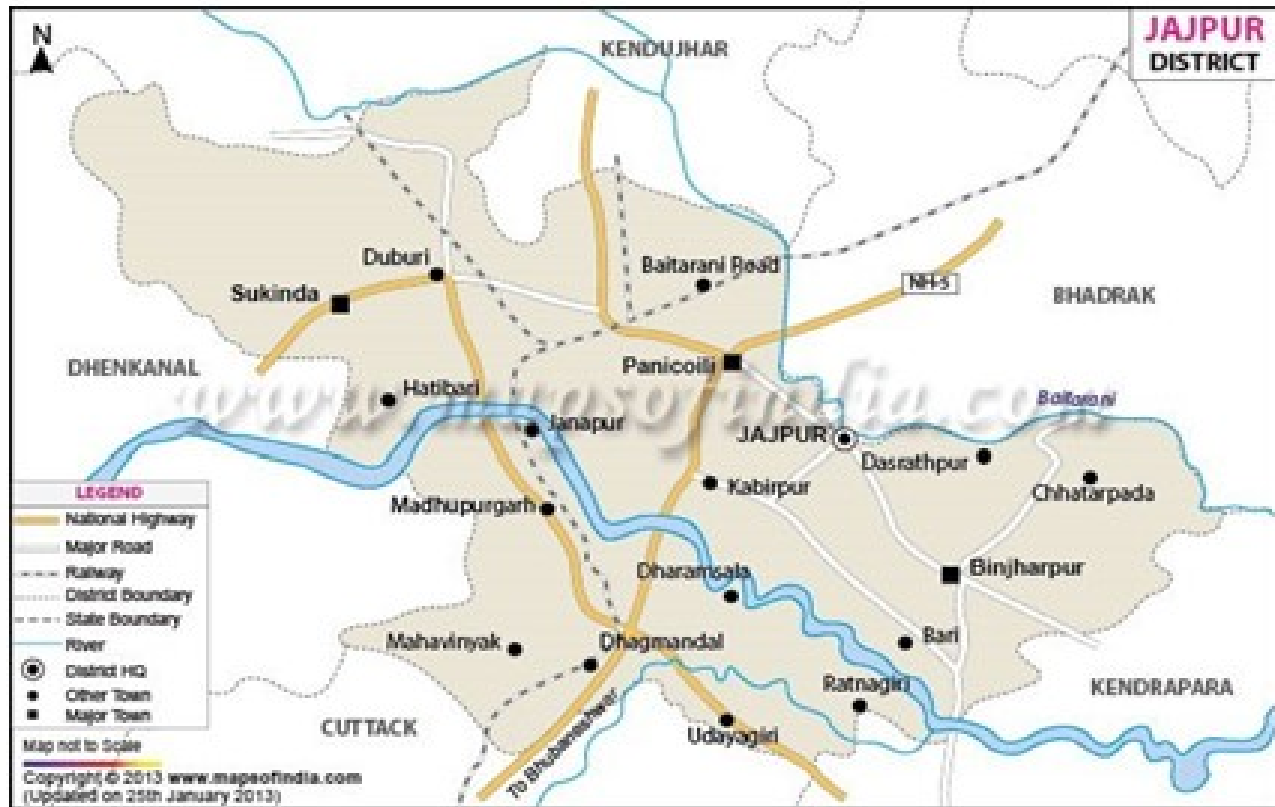 JAJPUR
DISTRICT
N
KENDUJHAR
Duburi
Baitarani Road
Sukinda
NH-5
BHADRAK
DHENKANAL
Panicoili
www.mapsofindia.com
Hatibari
Baitarani
Janapur
JAJPUR
Dasrathpur
Kabirpur
Chhatarpada
Madhupurgarh
Dharamsala
Binjharpur
Mahavinyak
Dhagmandal
Bari
Ratnagiri
KENDRAPARA
CUTTACK
To Bhubaneshwar
Udayagiri
LEGEND
National Highway
Major Road
Railway
District Boundary
State Boundary
River
District HQ
Other Town
Major Town
Map not to Scale
Copyright © 2013 www.mapsofindia.com
(Updated on 25th January 2013)